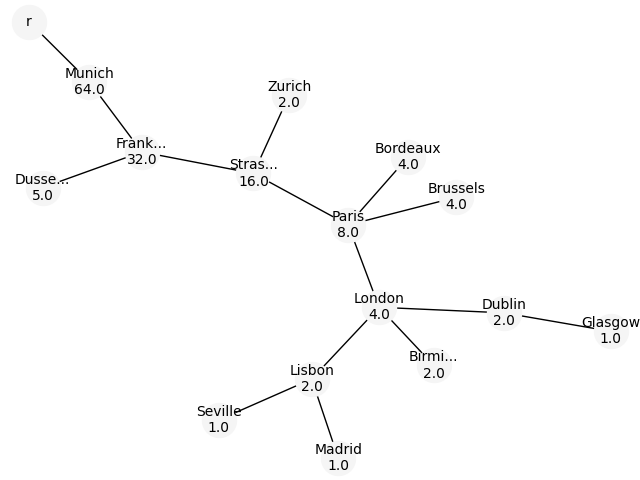 r
Munich
64.0
Zurich
2.0
Frank...
32.0
Bordeaux
4.0
Stras...
16.0
Dusse...
5.0
Brussels
4.0
Paris
8.0
London
4.0
Dublin
2.0
Glasgow
1.0
Birmi...
2.0
Lisbon
2.0
Seville
1.0
Madrid
1.0